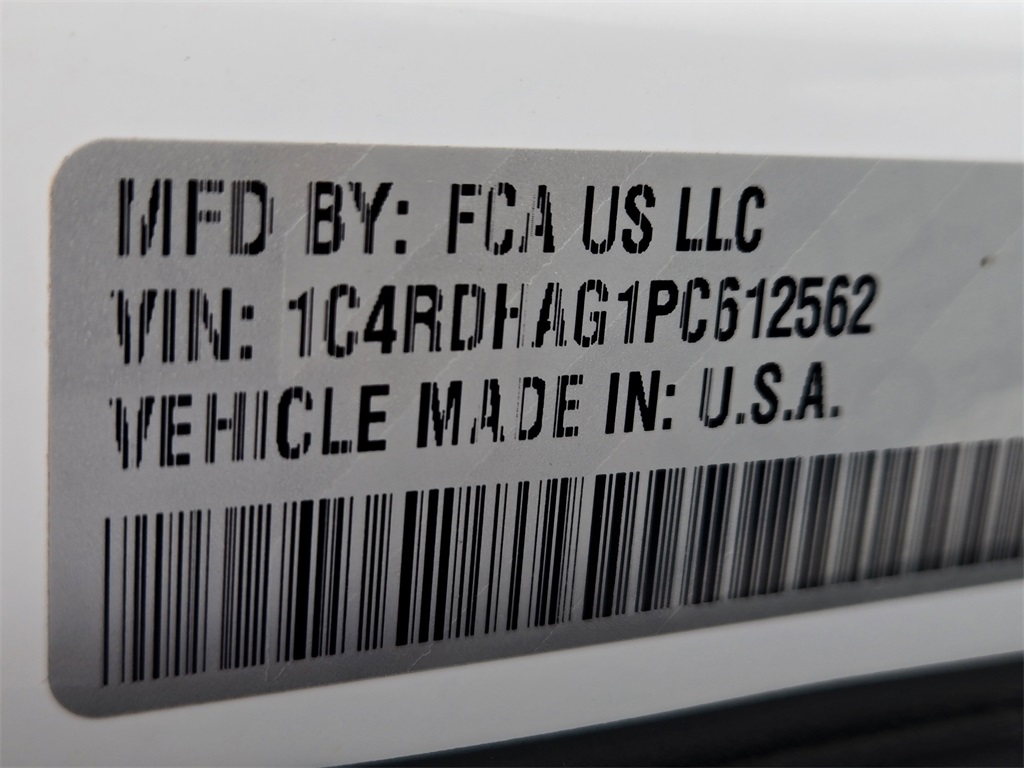 MFD BY: FCA US LLC
VIN: 1C4RDHAG1PC612562
VEHICLE MADE IN: U.S.A.